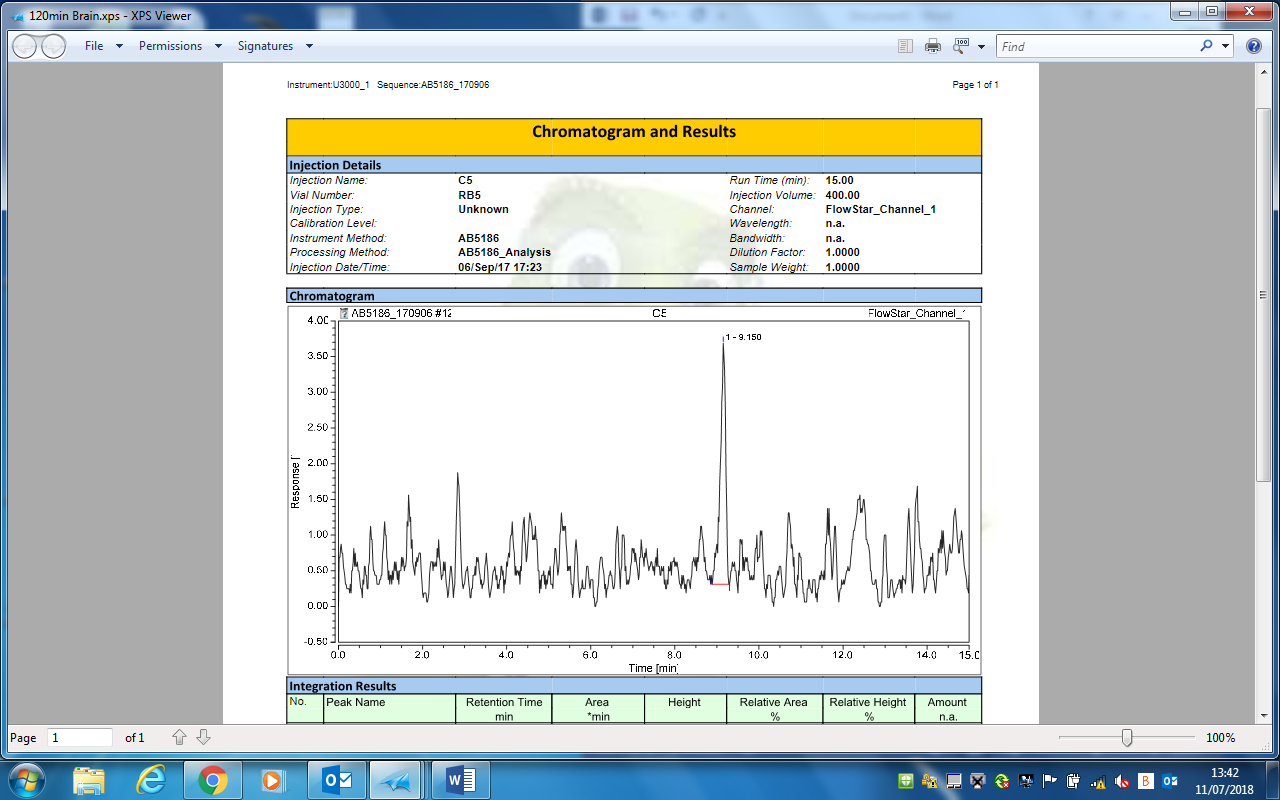 120min Brain.xps - XPS Viewer
File Permissions Signatures 100 Find
Instrument:U3000_1 Sequence:AB5186_170906 Page 1 of 1
Chromatogram and Results
Injection Details
Injection Name: C5 Run Time (min): 15.00
Vial Number: RB5 Injection Volume: 400.00
Injection Type: Unknown Channel: FlowStar_Channel_1
Calibration Level: Wavelength: n.a.
Instrument Method: AB5186 Bandwidth: n.a.
Processing Method: AB5186_Analysis Dilution Factor: 1.0000
Injection Date/Time: 06/Sep/17 17:23 Sample Weight: 1.0000
Chromatogram
AB5186_170906 #12 C5 FlowStar_Channel_1
4.00
1 - 9.150
3.50
3.00
2.50
2.00
1.50
1.00
0.50
0.00
-0.50
Response [
0.0 2.0 4.0 6.0 8.0 10.0 12.0 15.0
Time [min]
Integration Results
No. Peak Name Retention Time Area Height Relative Area Relative Height Amount
min *min % % n.a.
Page 1 of 1 100%
13:42
11/07/2018